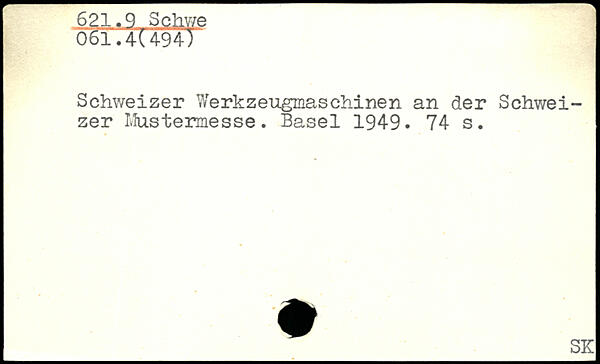 621.9 Schwe
061.4(494)
Schweizer Werkzeugmaschinen an der Schwei-
zer Mustermesse. Basel 1949. 74 s.
SK